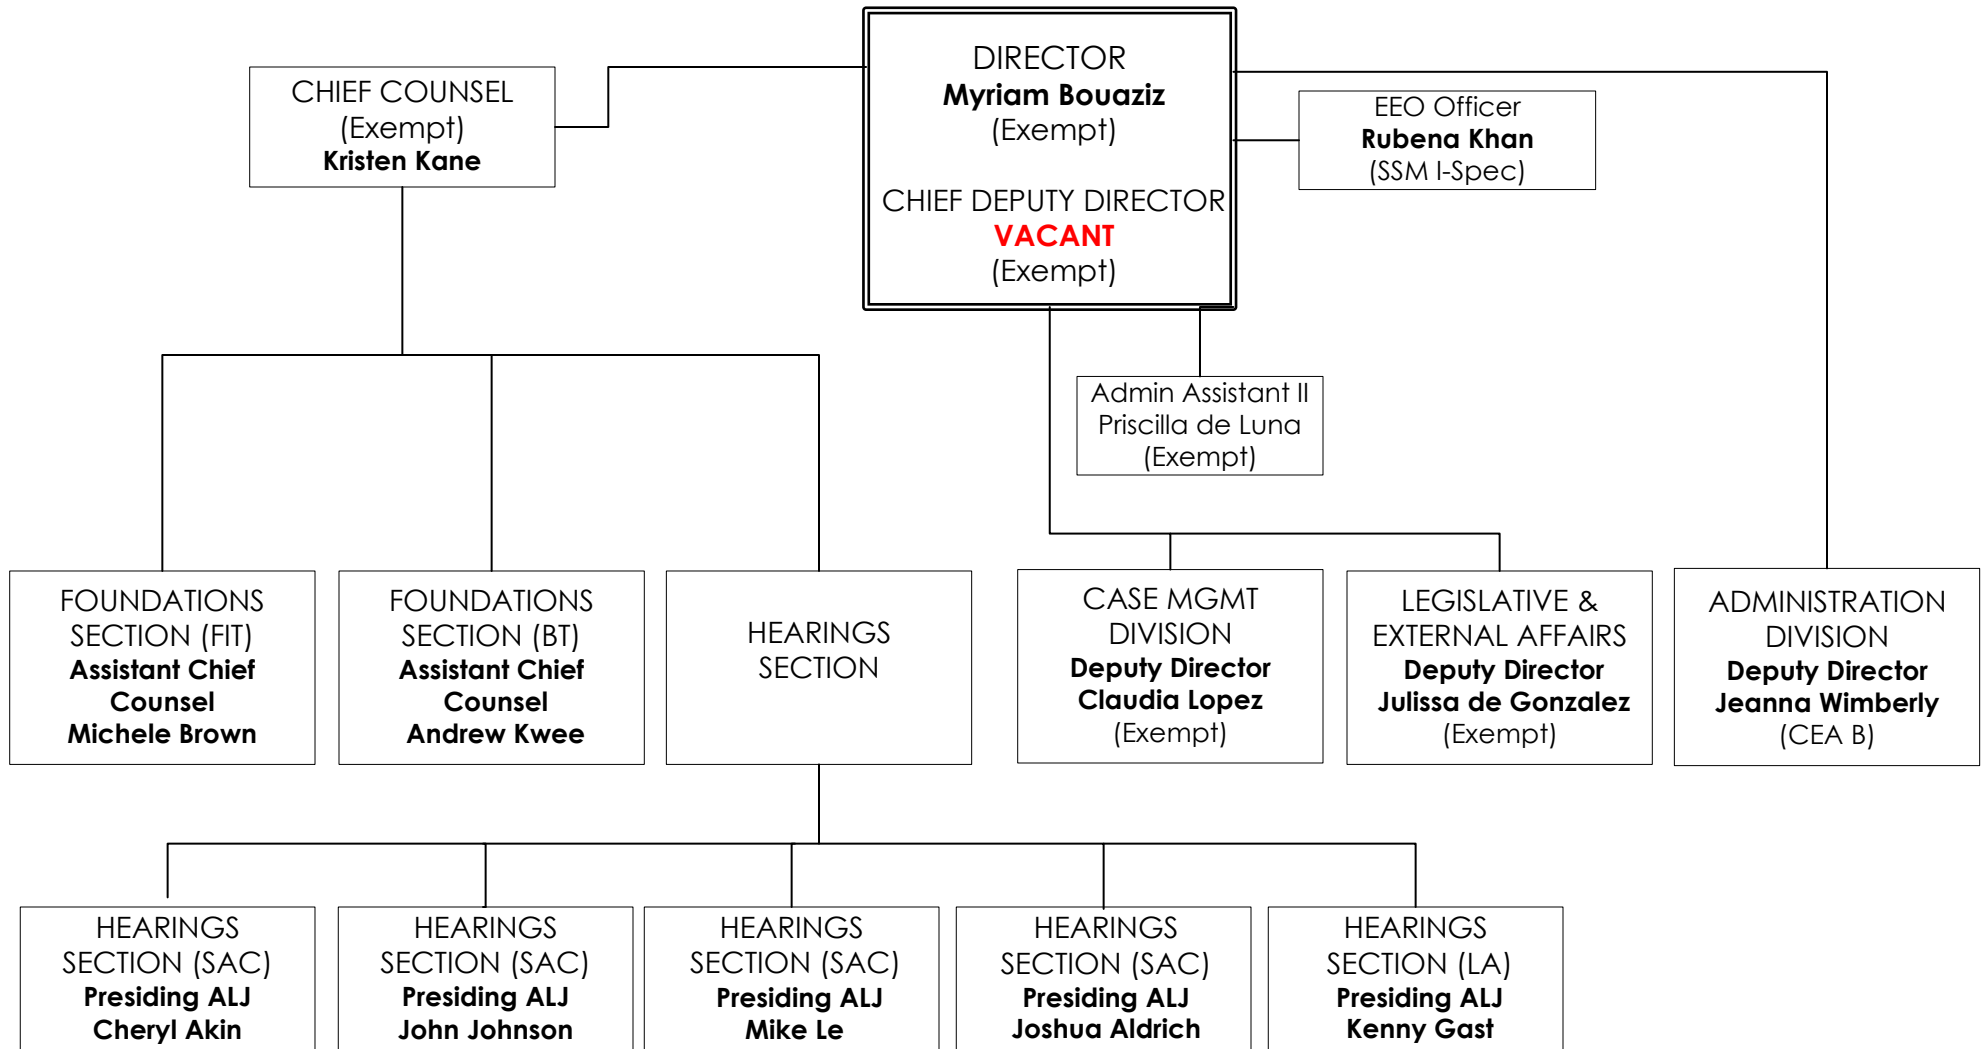 DIRECTOR
Myriam Bouaziz
(Exempt)
CHIEF DEPUTY DIRECTOR
VACANT
(Exempt)
CHIEF COUNSEL
(Exempt)
Kristen Kane
EEO Officer
Rubena Khan
(SSM I-Spec)
Admin Assistant II
Priscilla de Luna
(Exempt)
FOUNDATIONS
SECTION (FIT)
Assistant Chief
Counsel
Michele Brown
FOUNDATIONS
SECTION (BT)
Assistant Chief
Counsel
Andrew Kwee
HEARINGS
SECTION
CASE MGMT
DIVISION
Deputy Director
Claudia Lopez
(Exempt)
LEGISLATIVE &
EXTERNAL AFFAIRS
Deputy Director
Julissa de Gonzalez
(Exempt)
ADMINISTRATION
DIVISION
Deputy Director
Jeanna Wimberly
(CEA B)
HEARINGS
SECTION (SAC)
Presiding ALJ
Cheryl Akin
HEARINGS
SECTION (SAC)
Presiding ALJ
John Johnson
HEARINGS
SECTION (SAC)
Presiding ALJ
Mike Le
HEARINGS
SECTION (SAC)
Presiding ALJ
Joshua Aldrich
HEARINGS
SECTION (LA)
Presiding ALJ
Kenny Gast